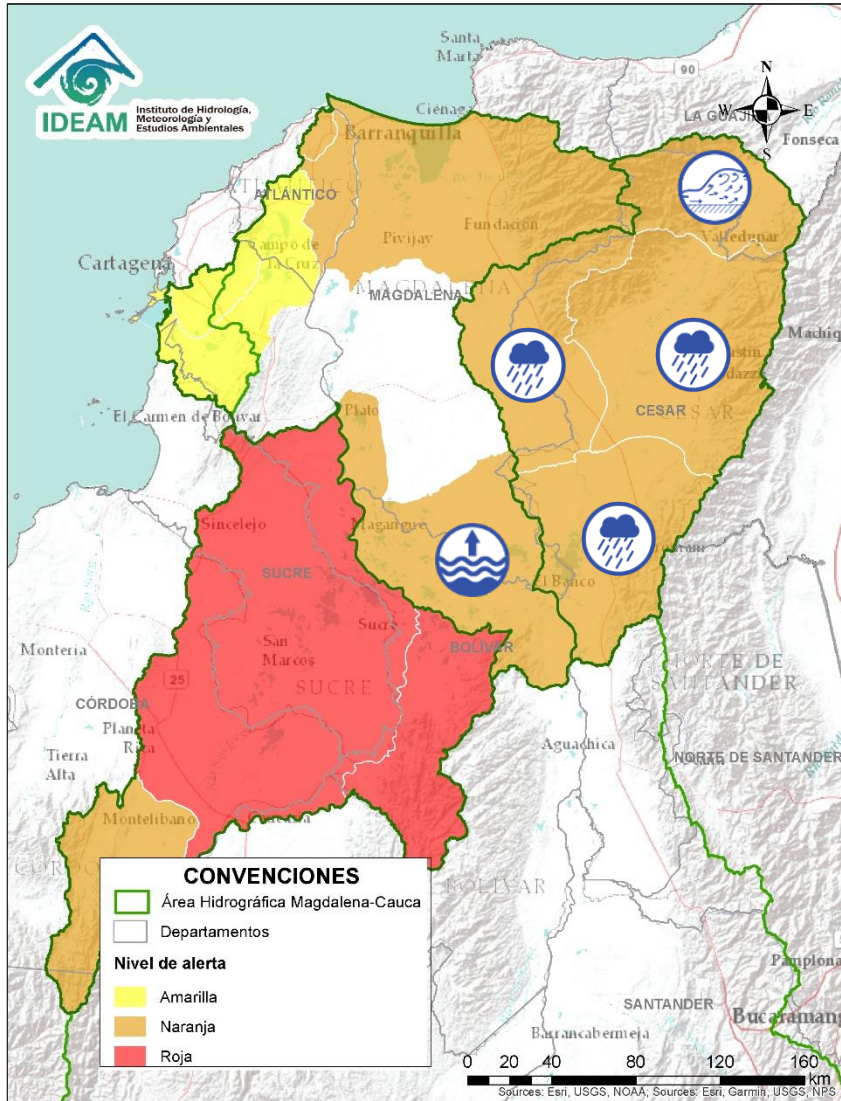 IDEAM
Instituto de Hidrología,
Meteorología y
Estudios Ambientales
Santa
Marta
90
N
W
E
S
LA GUAJI
Ciénaga
Barranquilla
Fonseca
ATLÁNTICO
Pivijay
Fundación
Valledupar
Campo de
la Cruz
Cartagena
MAGDALENA
MAGDALENA
Machiq
CESAR
El Carmen de Bolívar
Plato
Sincelejo
Magangue
SUCRE
El Banco
Sucre
San
Marcos
BOLÍVAR
SUCRE
Montería
25
NORTE DE
SANTANDER
CÓRDOBA
Planeta
Rica
Tierra
Alta
Aguachica
NORTE DE SANTANDER
Montelíbano
BOLÍVAR
CONVENCIONES
Área Hidrográfica Magdalena-Cauca
Departamentos
Nivel de alerta
Amarilla
Naranja
Roja
Pamplona
SANTANDER
Bucaramang
Barrancabermeja
0 20 40 80 120 160
km
Sources: Esri, USGS, NOAA; Sources: Esri, Garmin, USGS, NPS